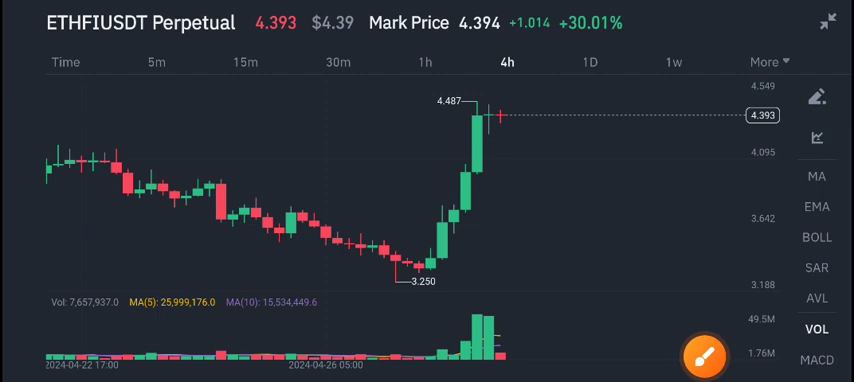 ETHFIUSDT Perpetual 4.393 $4.39 Mark Price 4.394 +1.014 +30.01%
Time 5m 15m 30m 1h 4h 1D 1w More
4.549
4.487
4.393
4.095
MA
EMA
3.642
BOLL
SAR
3.250
3.188
AVL
Vol: 7,657,937.0 MA(5): 25,999,176.0 MA(10): 15,534,449.6
49.5M
VOL
1.76M
MACD
2024-04-22 17:00 2024-04-26 05:00